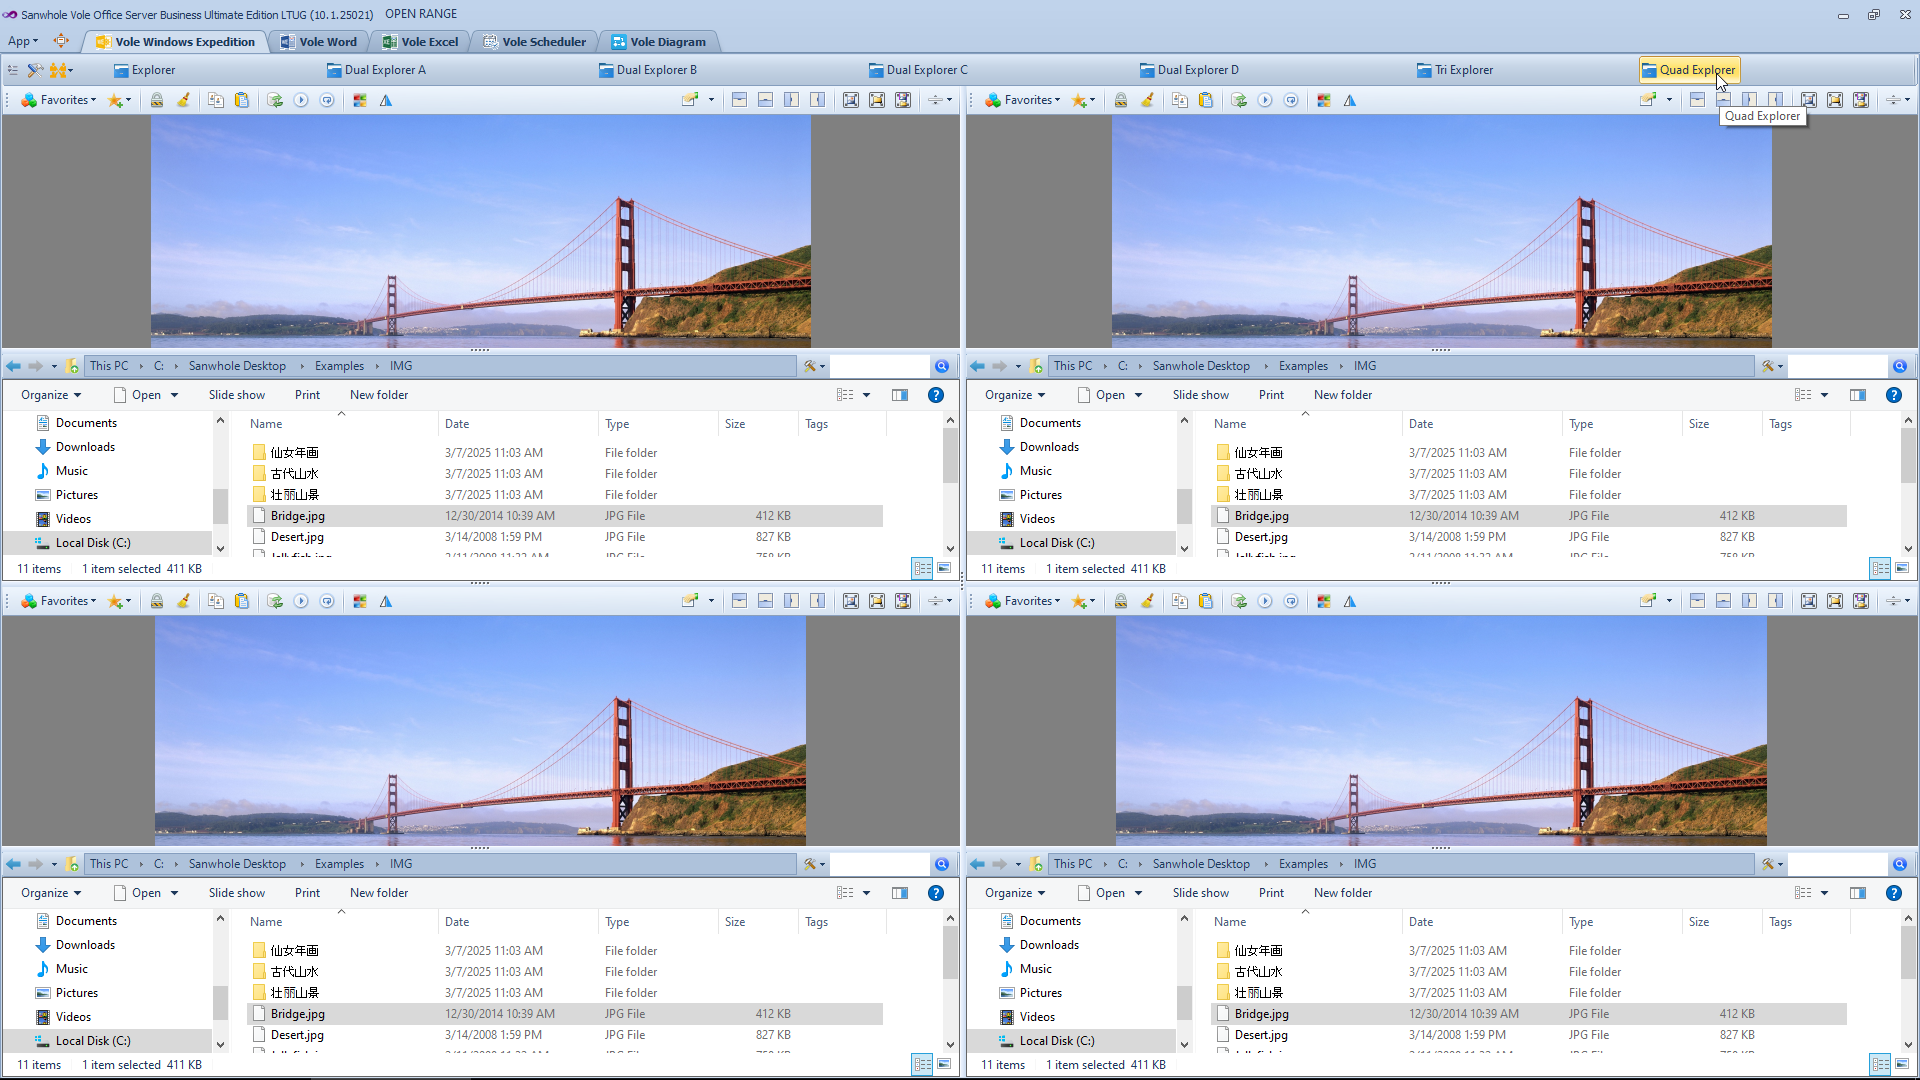 Sanwhole Vole Office Server Business Ultimate Edition LTUG (10.1.25021) OPEN RANGE
App Vole Windows Expedition Vole Word Vole Excel Vole Scheduler Vole Diagram
Explorer Dual Explorer A Dual Explorer B Dual Explorer C Dual Explorer D Tri Explorer Quad Explorer
Favorites
Favorites
Quad Explorer
This PC C: Sanwhole Desktop Examples IMG
Organize Open Slide show Print New folder
Documents
Downloads
Music
Pictures
Videos
Local Disk (C:)
Name Date Type Size Tags
仙女年画 3/7/2025 11:03 AM File folder
古代山水 3/7/2025 11:03 AM File folder
壮丽山景 3/7/2025 11:03 AM File folder
Bridge.jpg 12/30/2014 10:39 AM JPG File 412 KB
Desert.jpg 3/14/2008 1:59 PM JPG File 827 KB
11 items 1 item selected 411 KB
This PC C: Sanwhole Desktop Examples IMG
Organize Open Slide show Print New folder
Documents
Downloads
Music
Pictures
Videos
Local Disk (C:)
Name Date Type Size Tags
仙女年画 3/7/2025 11:03 AM File folder
古代山水 3/7/2025 11:03 AM File folder
壮丽山景 3/7/2025 11:03 AM File folder
Bridge.jpg 12/30/2014 10:39 AM JPG File 412 KB
Desert.jpg 3/14/2008 1:59 PM JPG File 827 KB
11 items 1 item selected 411 KB
Favorites
Favorites
This PC C: Sanwhole Desktop Examples IMG
Organize Open Slide show Print New folder
Documents
Downloads
Music
Pictures
Videos
Local Disk (C:)
Name Date Type Size Tags
仙女年画 3/7/2025 11:03 AM File folder
古代山水 3/7/2025 11:03 AM File folder
壮丽山景 3/7/2025 11:03 AM File folder
Bridge.jpg 12/30/2014 10:39 AM JPG File 412 KB
Desert.jpg 3/14/2008 1:59 PM JPG File 827 KB
11 items 1 item selected 411 KB
This PC C: Sanwhole Desktop Examples IMG
Organize Open Slide show Print New folder
Documents
Downloads
Music
Pictures
Videos
Local Disk (C:)
Name Date Type Size Tags
仙女年画 3/7/2025 11:03 AM File folder
古代山水 3/7/2025 11:03 AM File folder
壮丽山景 3/7/2025 11:03 AM File folder
Bridge.jpg 12/30/2014 10:39 AM JPG File 412 KB
Desert.jpg 3/14/2008 1:59 PM JPG File 827 KB
11 items 1 item selected 411 KB